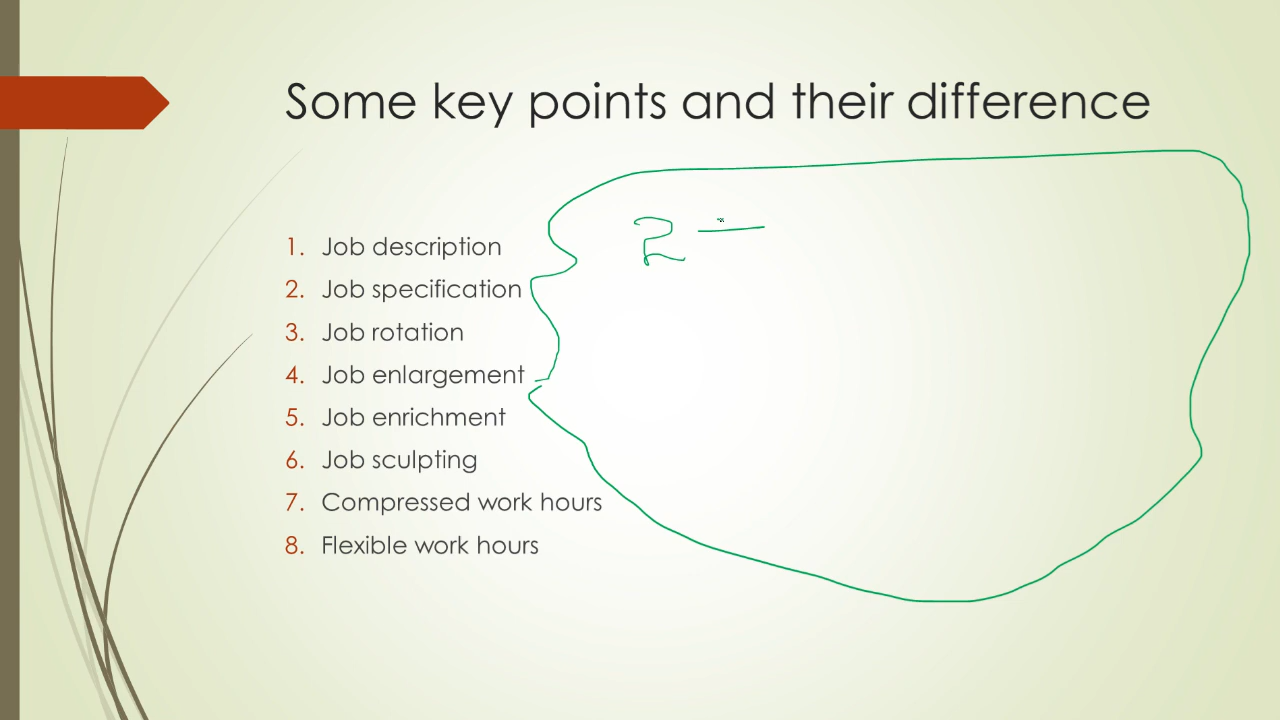 Some key points and their difference
1. Job description
2. Job specification
3. Job rotation
4. Job enlargement
5. Job enrichment
6. Job sculpting
7. Compressed work hours
8. Flexible work hours
2 —